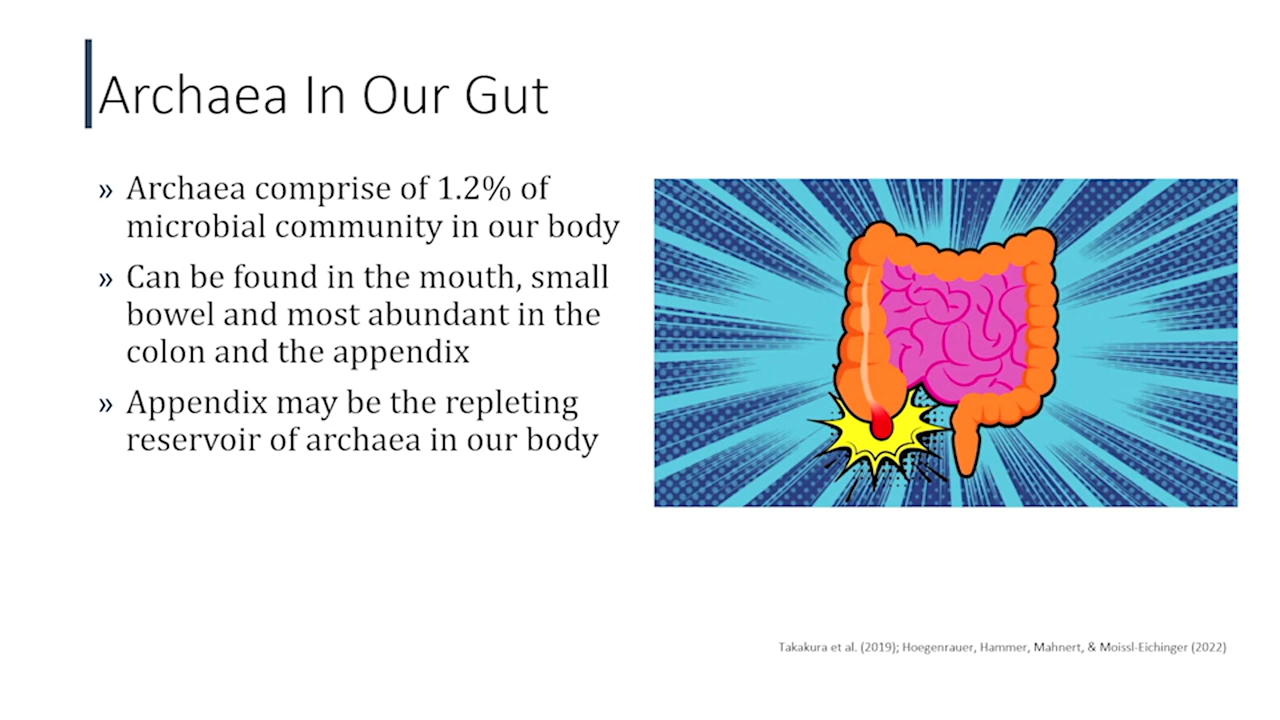 Archaea In Our Gut
» Archaea comprise of 1.2% of
microbial community in our body
» Can be found in the mouth, small
bowel and most abundant in the
colon and the appendix
» Appendix may be the repleting
reservoir of archaea in our body
Takakura et al. (2019); Hoegenrauer, Hammer, Mahnert, & Moissl-Eichinger (2022)